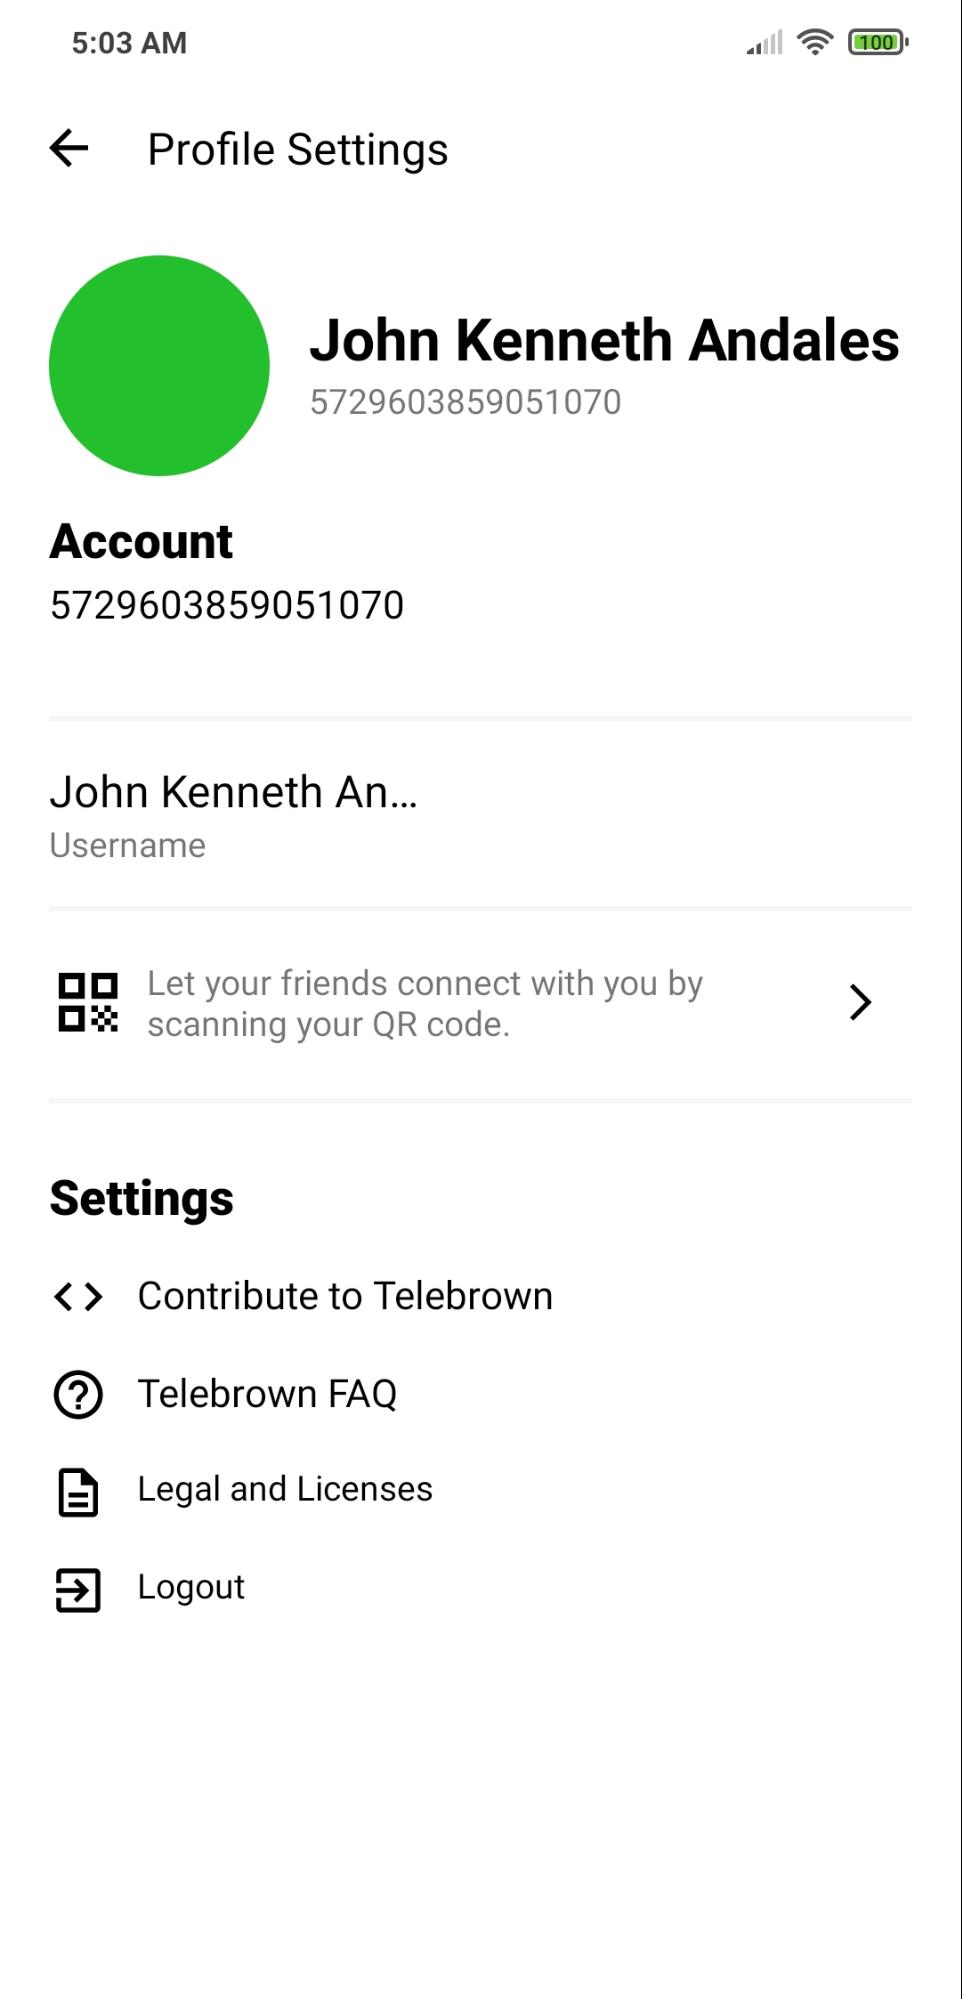 5:03 AM
100
Profile Settings
John Kenneth Andales
5729603859051070
Account
5729603859051070
John Kenneth An...
Username
Let your friends connect with you by
scanning your QR code.
Settings
Contribute to Telebrown
Telebrown FAQ
Legal and Licenses
Logout